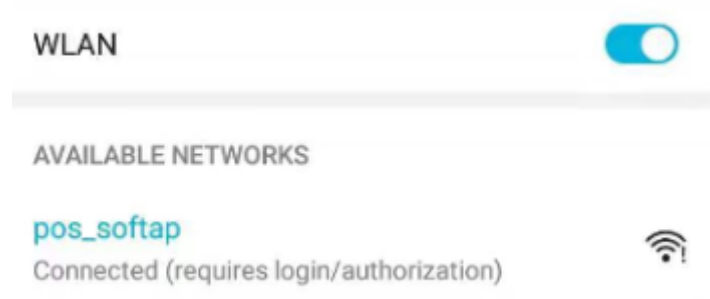 WLAN
AVAILABLE NETWORKS
pos_softap
Connected (requires login/authorization)